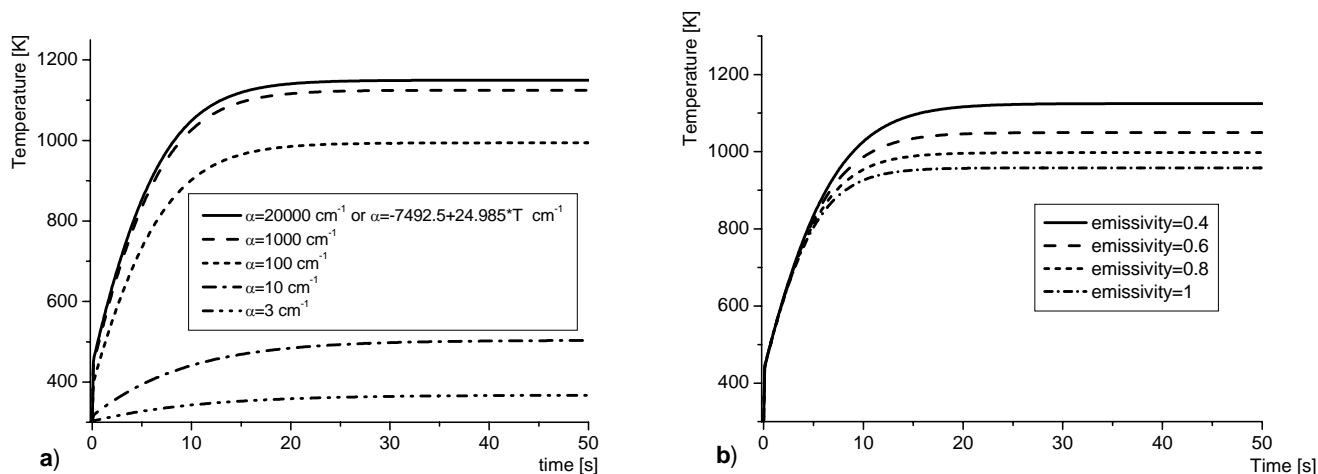 a)
Temperature [K]
1200
1000
800
600
400
0 10 20 30 40 50
time [s]
α=20000 cm⁻¹ or α=-7492.5+24.985*T cm⁻¹
α=1000 cm⁻¹
α=100 cm⁻¹
α=10 cm⁻¹
α=3 cm⁻¹
b)
Temperature [K]
1200
1000
800
600
400
0 10 20 30 40 50
Time [s]
emissivity=0.4
emissivity=0.6
emissivity=0.8
emissivity=1